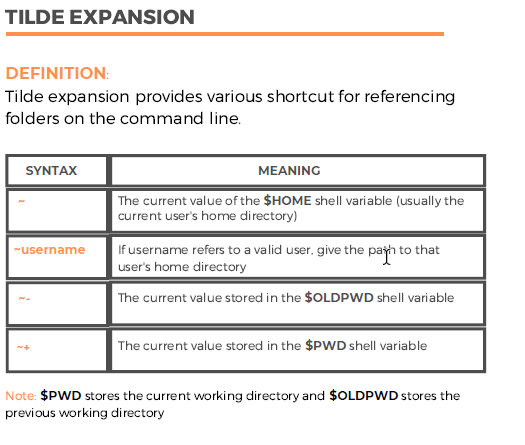 TILDE EXPANSION
DEFINITION:
Tilde expansion provides various shortcut for referencing
folders on the command line.
SYNTAX MEANING
~ The current value of the $HOME shell variable (usually the
current user's home directory)
~username If username refers to a valid user, give the path to that
user's home directory
~- The current value stored in the $OLDPWD shell variable
~+ The current value stored in the $PWD shell variable
Note: $PWD stores the current working directory and $OLDPWD stores the
previous working directory